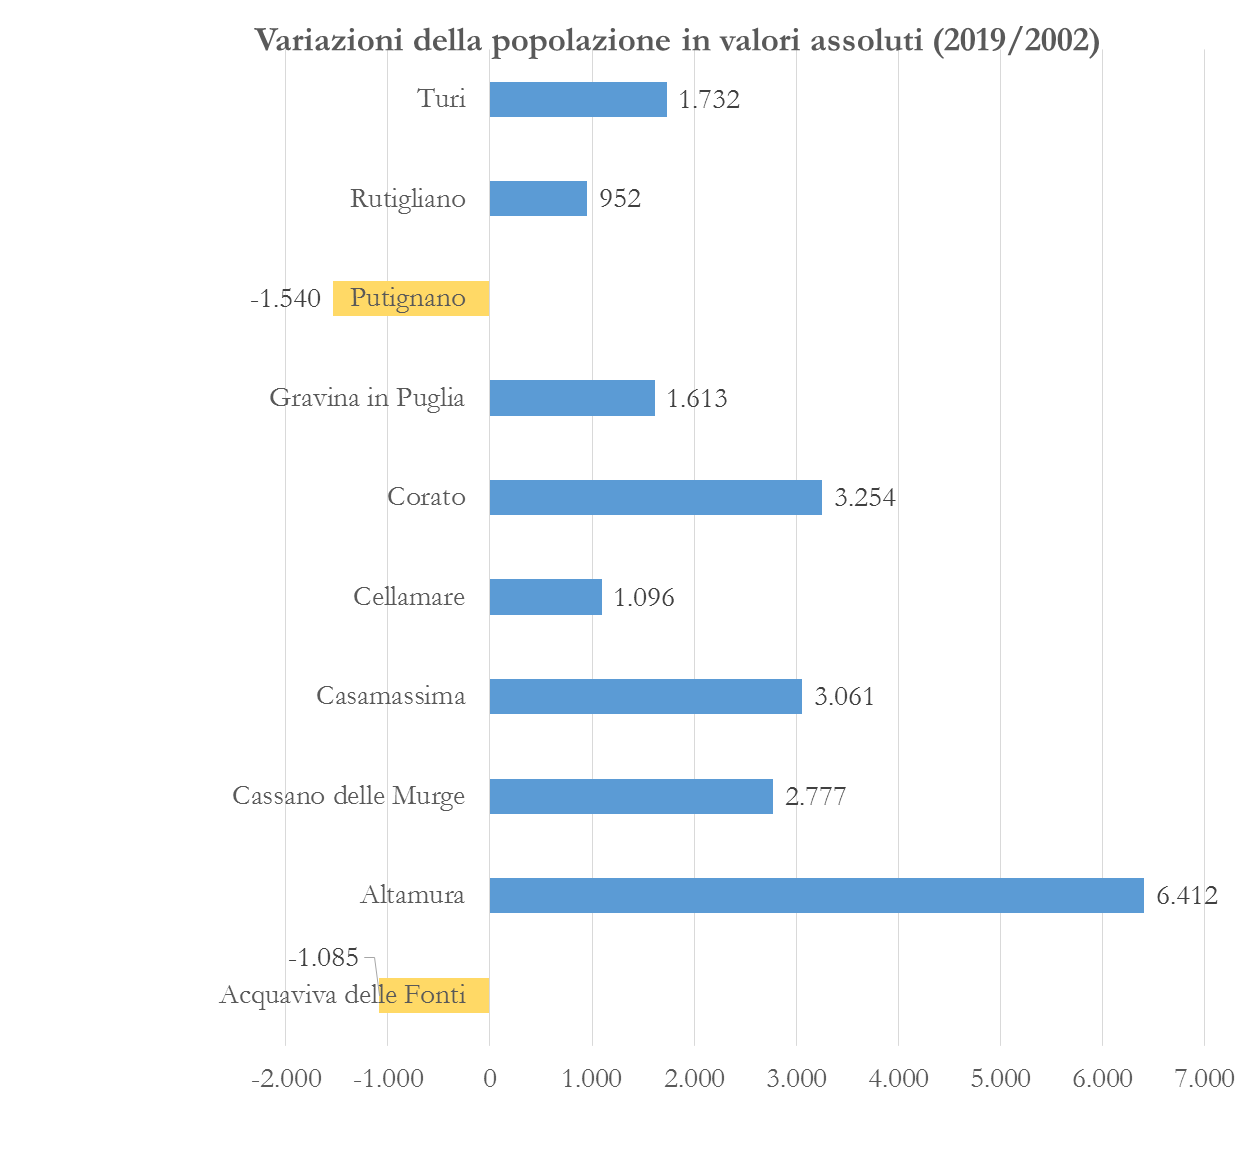 Variazioni della popolazione in valori assoluti (2019/2002)
Turi 1.732
Rutigliano 952
-1.540 Putignano
Gravina in Puglia 1.613
Corato 3.254
Cellamare 1.096
Casamassima 3.061
Cassano delle Murge 2.777
Altamura 6.412
-1.085
Acquaviva delle Fonti
-2.000 -1.000 0 1.000 2.000 3.000 4.000 5.000 6.000 7.000